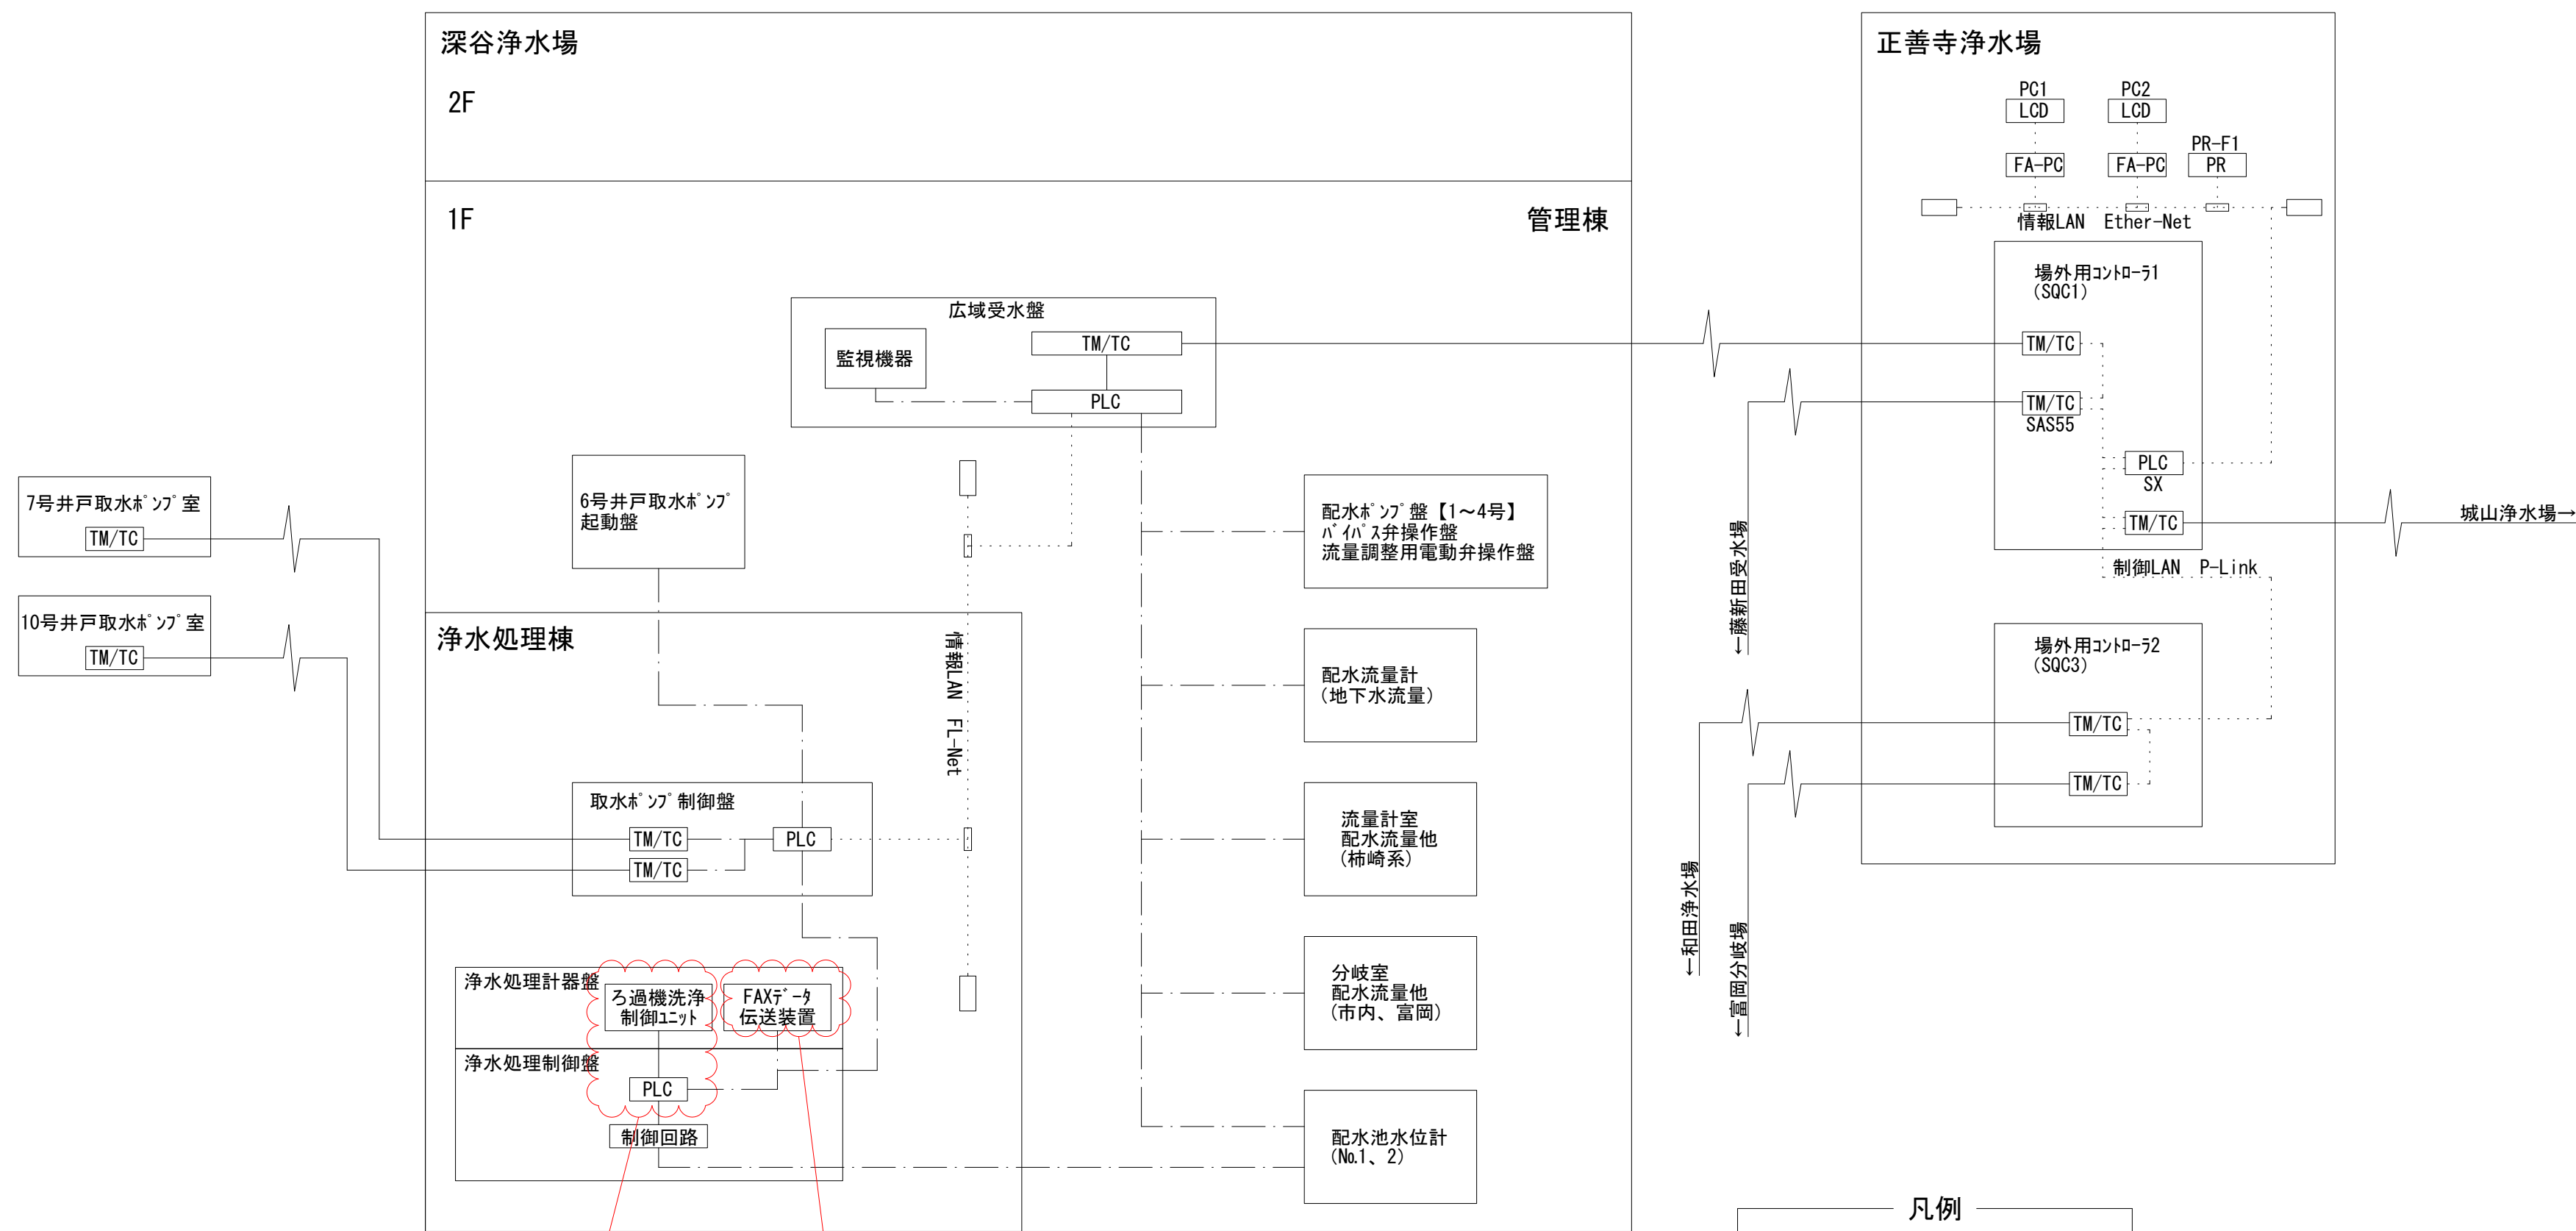 深谷浄水場
2F
1F
管理棟
広域受水盤
監視機器
TM/TC
PLC
7号井戸取水ﾎﾟﾝﾌﾟ室
TM/TC
10号井戸取水ﾎﾟﾝﾌﾟ室
TM/TC
6号井戸取水ﾎﾟﾝﾌﾟ
起動盤
浄水処理棟
情報LAN FL-Net
取水ﾎﾟﾝﾌﾟ制御盤
TM/TC
PLC
TM/TC
浄水処理計器盤
ろ過機洗浄
制御ﾕﾆｯﾄ
FAXﾃﾞｰﾀ
伝送装置
浄水処理制御盤
PLC
制御回路
配水ﾎﾟﾝﾌﾟ盤【1～4号】
ﾊﾞｲﾊﾟｽ弁操作盤
流量調整用電動弁操作盤
配水流量計
(地下水流量)
流量計室
配水流量他
(柿崎系)
分岐室
配水流量他
(市内、富岡)
配水池水位計
(No.1、2)
正善寺浄水場
PC1
LCD
PC2
LCD
FA-PC
FA-PC
PR-F1
PR
情報LAN Ether-Net
場外用ｺﾝﾄﾛｰﾗ1
(SQC1)
TM/TC
TM/TC
SAS55
PLC
SX
TM/TC
城山浄水場→
制御LAN P-Link
場外用ｺﾝﾄﾛｰﾗ2
(SQC3)
TM/TC
TM/TC
←藤新田受水場
←和田浄水場
←富岡分岐場
凡例